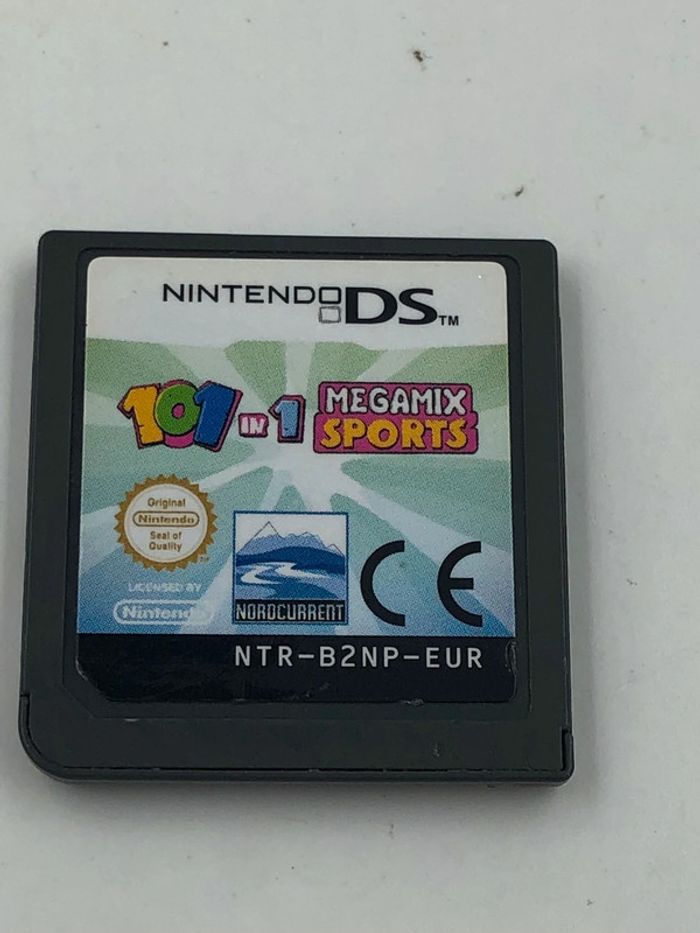 NINTENDO DS™
101 IN 1 MEGAMIX
SPORTS
Original
Nintendo
Seal of
Quality
LICENSED BY
Nintendo
NORDCURRENT
CE
NTR-B2NP-EUR